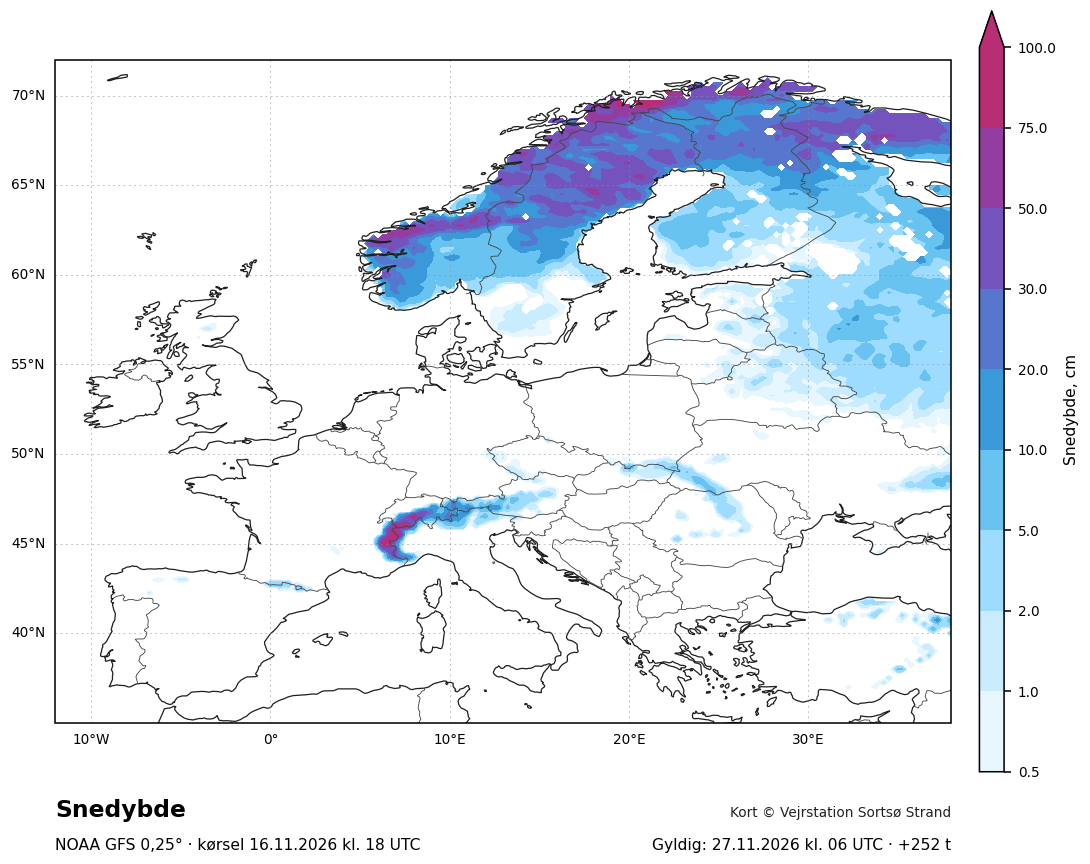 100.0
75.0
50.0
30.0
20.0
10.0
5.0
2.0
1.0
0.5
Snedybde, cm
70°N
65°N
60°N
55°N
50°N
45°N
40°N
10°W 0° 10°E 20°E 30°E
Snedybde
Kort © Vejrstation Sortsø Strand
NOAA GFS 0,25° · kørsel 16.11.2026 kl. 18 UTC
Gyldig: 27.11.2026 kl. 06 UTC · +252 t